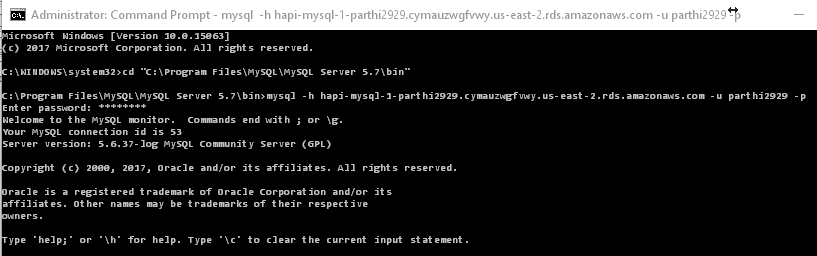 Administrator: Command Prompt - mysql  -h hapi-mysql-1-parthi2929.cymauzwgfvwy.us-east-2.rds.amazonaws.com -u parthi2929 -p
Microsoft Windows [Version 10.0.15063]
(c) 2017 Microsoft Corporation. All rights reserved.
C:\WINDOWS\system32>cd "C:\Program Files\MySQL\MySQL Server 5.7\bin"
C:\Program Files\MySQL\MySQL Server 5.7\bin>mysql -h hapi-mysql-1-parthi2929.cymauzwgfvwy.us-east-2.rds.amazonaws.com -u parthi2929 -p
Enter password: ********
Welcome to the MySQL monitor.  Commands end with ; or \g.
Your MySQL connection id is 53
Server version: 5.6.37-log MySQL Community Server (GPL)
Copyright (c) 2000, 2017, Oracle and/or its affiliates. All rights reserved.
Oracle is a registered trademark of Oracle Corporation and/or its
affiliates. Other names may be trademarks of their respective
owners.
Type 'help;' or '\h' for help. Type '\c' to clear the current input statement.